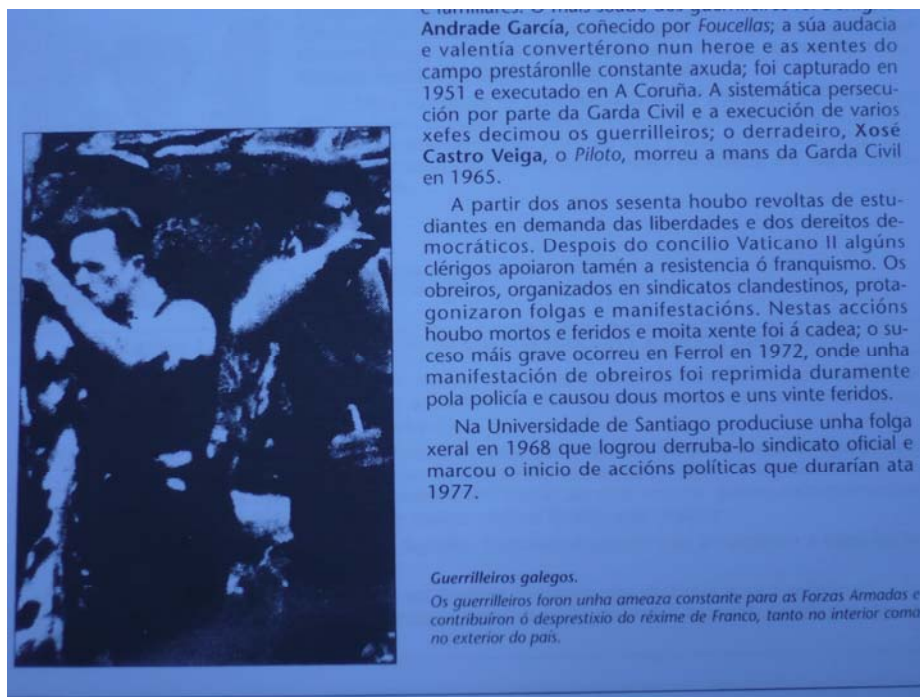 e familiares. O máis
Andrade García, coñecido por Foucellas; a súa audacia
e valentía convertérono nun heroe e as xentes do
campo prestáronlle constante axuda; foi capturado en
1951 e executado en A Coruña. A sistemática persecu-
ción por parte da Garda Civil e a execución de varios
xefes decimou os guerrilleiros; o derradeiro, Xosé
Castro Veiga, o Piloto, morreu a mans da Garda Civil
en 1965.
A partir dos anos sesenta houbo revoltas de estu-
diantes en demanda das liberdades e dos dereitos de-
mocráticos. Despois do concilio Vaticano II algúns
clérigos apoiaron tamén a resistencia ó franquismo. Os
obreiros, organizados en sindicatos clandestinos, prota-
gonizaron folgas e manifestacións. Nestas accións
houbo mortos e feridos e moita xente foi á cadea; o su-
ceso máis grave ocorreu en Ferrol en 1972, onde unha
manifestación de obreiros foi reprimida duramente
pola policía e causou dous mortos e uns vinte feridos.
Na Universidade de Santiago produciuse unha folga
xeral en 1968 que logrou derruba-lo sindicato oficial e
marcou o inicio de accións políticas que durarían ata
1977.
Guerrilleiros galegos.
Os guerrilleiros foron unha ameaza constante para as Forzas Armadas e
contribuíron ó desprestixio do réxime de Franco, tanto no interior como
no exterior do país.